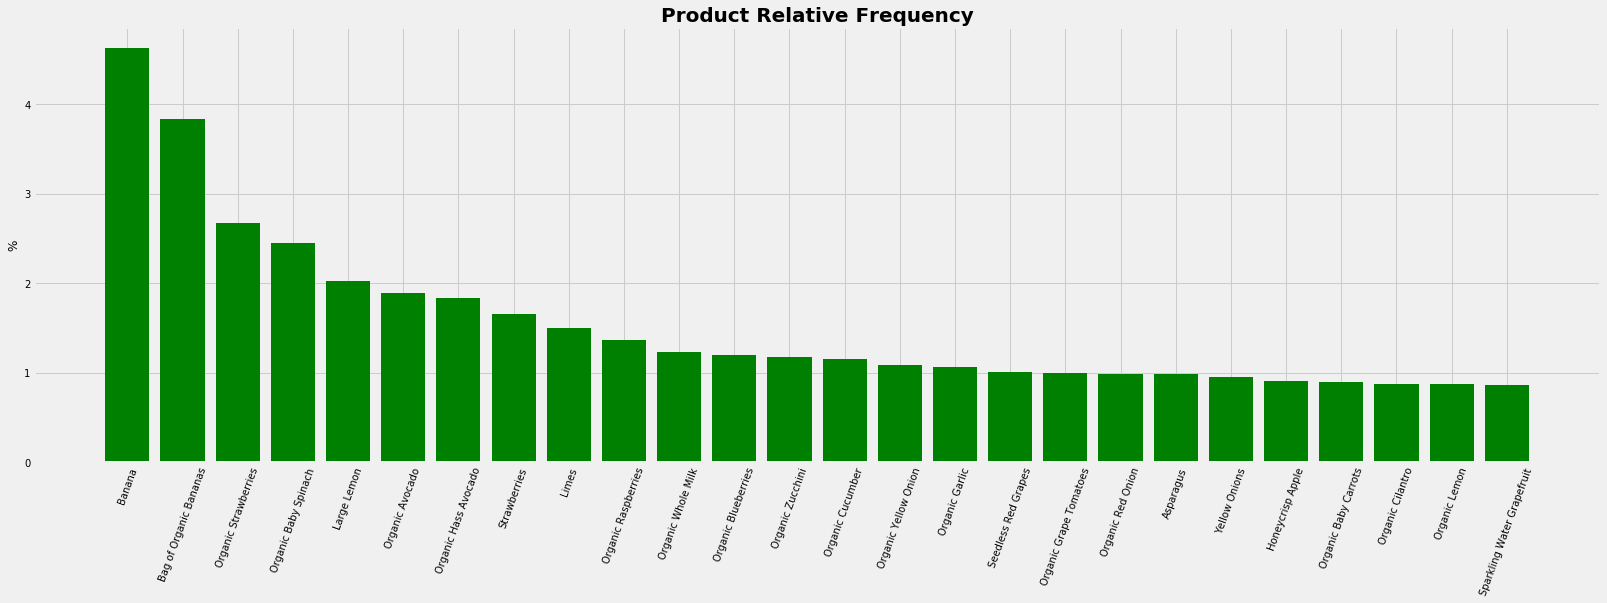 Product Relative Frequency
%
4
3
2
1
0
Banana
Bag of Organic Bananas
Organic Strawberries
Organic Baby Spinach
Large Lemon
Organic Avocado
Organic Hass Avocado
Strawberries
Limes
Organic Raspberries
Organic Whole Milk
Organic Blueberries
Organic Zucchini
Organic Cucumber
Organic Yellow Onion
Organic Garlic
Seedless Red Grapes
Organic Grape Tomatoes
Organic Red Onion
Asparagus
Yellow Onions
Honeycrisp Apple
Organic Baby Carrots
Organic Cilantro
Organic Lemon
Sparkling Water Grapefruit